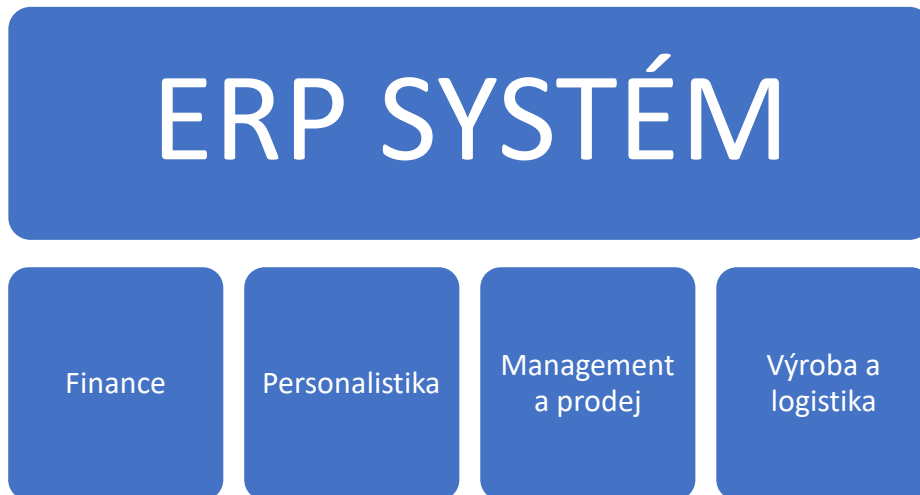 ERP SYSTÉM
Finance
Personalistika
Management
a prodej
Výroba a
logistika